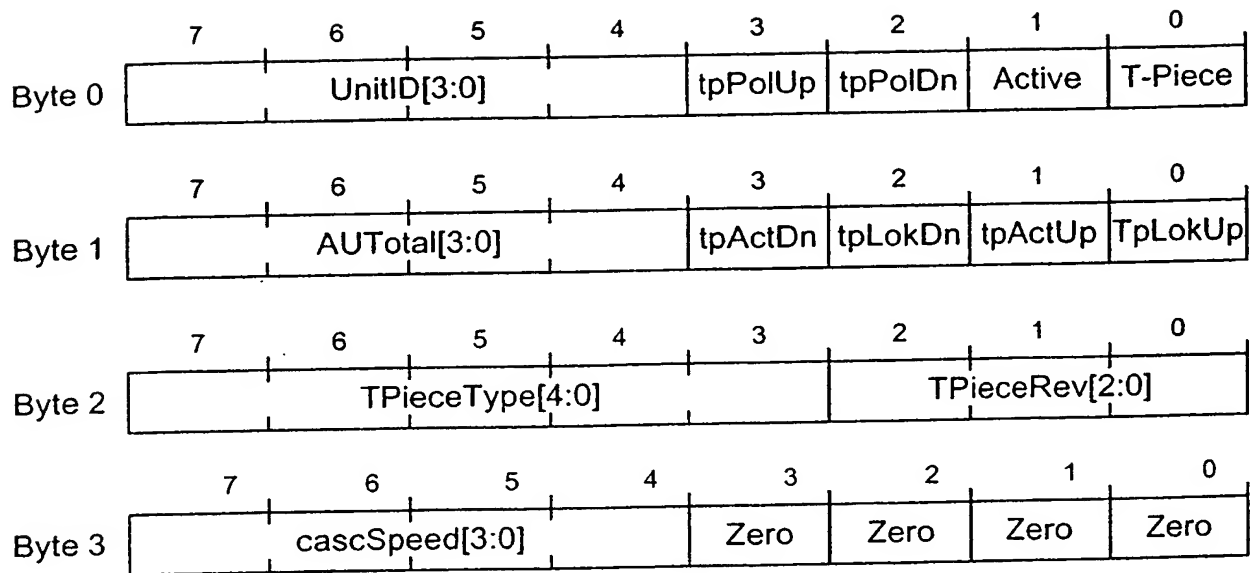 7 6 5 4 3 2 1 0
Byte 0 UnitID[3:0] tpPolUp tpPolDn Active T-Piece
7 6 5 4 3 2 1 0
Byte 1 AUTotal[3:0] tpActDn tpLokDn tpActUp TpLokUp
7 6 5 4 3 2 1 0
Byte 2 TPieceType[4:0] TPieceRev[2:0]
7 6 5 4 3 2 1 0
Byte 3 cascSpeed[3:0] Zero Zero Zero Zero